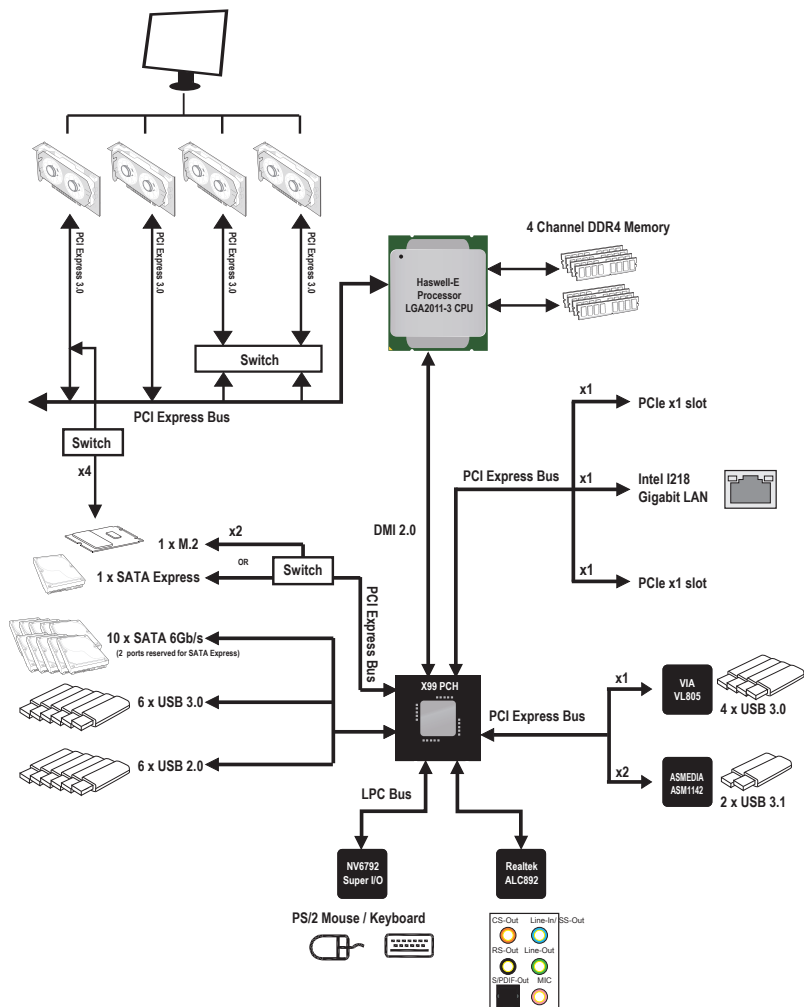 PCI Express 3.0
PCI Express 3.0
PCI Express 3.0
PCI Express 3.0
4 Channel DDR4 Memory
Haswell-E
Processor
LGA2011-3 CPU
Switch
PCI Express Bus
Switch
x4
x1
PCIe x1 slot
PCI Express Bus
x1
Intel I218
Gigabit LAN
x1
PCIe x1 slot
DMI 2.0
1 x M.2
x2
OR
Switch
1 x SATA Express
PCI Express Bus
10 x SATA 6Gb/s
(2 ports reserved for SATA Express)
6 x USB 3.0
6 x USB 2.0
X99 PCH
PCI Express Bus
x1
VIA
VL805
4 x USB 3.0
x2
ASMEDIA
ASM1142
2 x USB 3.1
LPC Bus
NV6792
Super I/O
Realtek
ALC892
PS/2 Mouse / Keyboard
CS-Out
Line-In/ SS-Out
RS-Out
Line-Out
S/PDIF-Out
MIC